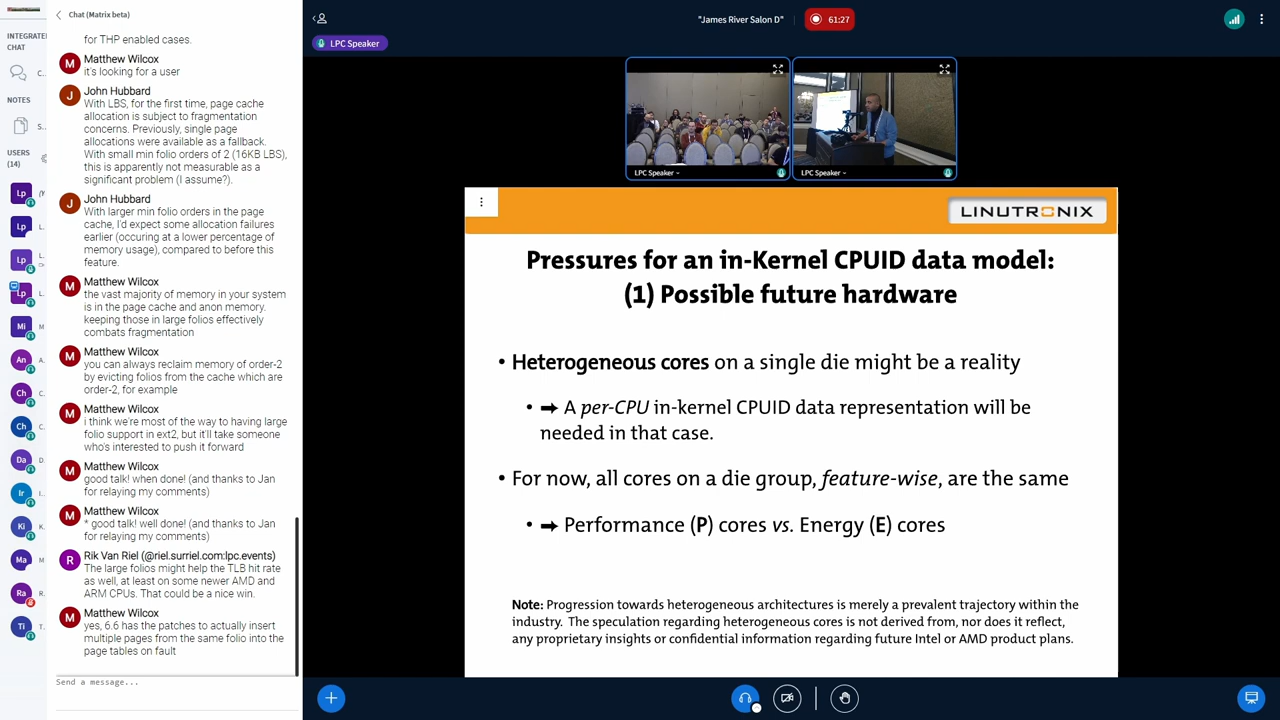 Chat (Matrix beta)
INTEGRATE
CHAT
C...
NOTES
S...
USERS
(14)
Lp
Lp
Lp
L.
Lp
L.
Mi
An
A.
Ch
C.
Ch
C.
Da
D.
Ir
I.
Ki
K.
Ma
Ra
R.
Ti
T.
for THP enabled cases.
M
Matthew Wilcox
it's looking for a user
J
John Hubbard
With LBS, for the first time, page cache
allocation is subject to fragmentation
concerns. Previously, single page
allocations were available as a fallback.
With small min folio orders of 2 (16KB LBS),
this is apparently not measurable as a
significant problem (I assume?).
J
John Hubbard
With larger min folio orders in the page
cache, I'd expect some allocation failures
earlier (occuring at a lower percentage of
memory usage), compared to before this
feature.
M
Matthew Wilcox
the vast majority of memory in your system
is in the page cache and anon memory.
keeping those in large folios effectively
combats fragmentation
M
Matthew Wilcox
you can always reclaim memory of order-2
by evicting folios from the cache which are
order-2, for example
M
Matthew Wilcox
i think we're most of the way to having large
folio support in ext2, but it'll take someone
who's interested to push it forward
M
Matthew Wilcox
good talk! when done! (and thanks to Jan
for relaying my comments)
M
Matthew Wilcox
* good talk! well done! (and thanks to Jan
for relaying my comments)
R
Rik Van Riel (@riel.surriel.com:lpc.events)
The large folios might help the TLB hit rate
as well, at least on some newer AMD and
ARM CPUs. That could be a nice win.
M
Matthew Wilcox
yes, 6.6 has the patches to actually insert
multiple pages from the same folio into the
page tables on fault
Send a message...
"James River Salon D"
61:27
LPC Speaker
LPC Speaker
LPC Speaker
LINUTRONIX
Pressures for an in-Kernel CPUID data model:
(1) Possible future hardware
• Heterogeneous cores on a single die might be a reality
• ➡ A per-CPU in-kernel CPUID data representation will be
needed in that case.
• For now, all cores on a die group, feature-wise, are the same
• ➡ Performance (P) cores vs. Energy (E) cores
Note: Progression towards heterogeneous architectures is merely a prevalent trajectory within the
industry. The speculation regarding heterogeneous cores is not derived from, nor does it reflect,
any proprietary insights or confidential information regarding future Intel or AMD product plans.